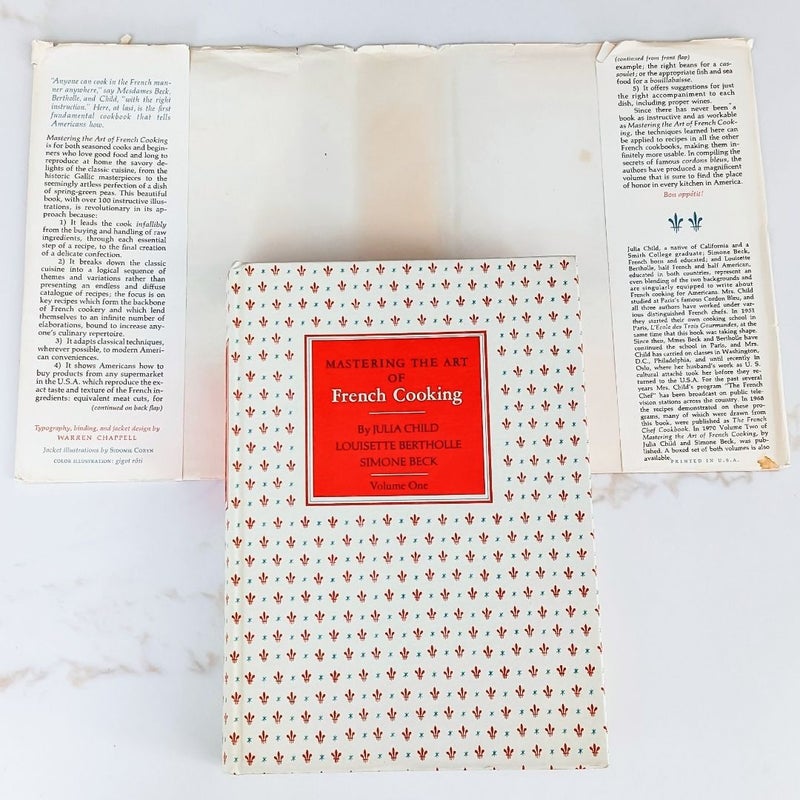 "Anyone can cook in the French man-
ner anywhere," say Mesdames Beck,
Bertholle, and Child, "with the right
instruction." Here, at last, is the first
fundamental cookbook that tells
Americans how.
Mastering the Art of French Cooking
is for both seasoned cooks and begin-
ners who love good food and long to
reproduce at home the savory de-
lights of the classic cuisine, from the
historic Gallic masterpieces to the
seemingly artless perfection of a dish
of spring-green peas. This beautiful
book, with over 100 instructive illus-
trations, is revolutionary in its ap-
proach because:
1) It leads the cook infallibly
from the buying and handling of raw
ingredients, through each essential
step of a recipe, to the final creation
of a delicate confection.
2) It breaks down the classic
cuisine into a logical sequence of
themes and variations rather than
presenting an endless and diffuse
catalogue of recipes; the focus is on
key recipes which form the backbone
of French cookery and which lend
themselves to an infinite number of
elaborations, bound to increase any-
one's culinary repertoire.
3) It adapts classical techniques,
wherever possible, to modern Ameri-
can conveniences.
4) It shows Americans how to
buy products from any supermarket
in the U.S.A. which reproduce the ex-
act taste and texture of the French in-
gredients: equivalent meat cuts, for
(continued on back flap)
Typography, binding, and jacket design by
WARREN CHAPPELL
Jacket illustrations by SIDONIE CORYN
COLOR ILLUSTRATION: gigot rôti
(continued from front flap)
example; the right beans for a cas-
soulet; or the appropriate fish and sea
food for a bouillabaisse.
5) It offers suggestions for just
the right accompaniment to each
dish, including proper wines.
Since there has never been a
book as instructive and as workable
as Mastering the Art of French Cook-
ing, the techniques learned here can
be applied to recipes in all the other
French cookbooks, making them in-
finitely more usable. In compiling the
secrets of famous cordons bleus, the
authors have produced a magnificent
volume that is sure to find the place
of honor in every kitchen in America.
Bon appétit!
Julia Child, a native of California and a
Smith College graduate; Simone Beck,
French born and educated; and Louisette
Bertholle, half French and half American,
educated in both countries, represent an
even blending of the two backgrounds and
are singularly equipped to write about
French cooking for Americans. Mrs. Child
studied at Paris's famous Cordon Bleu, and
all three authors have worked under var-
ious distinguished French chefs. In 1951
they started their own cooking school in
Paris, L'Ecole des Trois Gourmandes, at the
same time that this book was taking shape.
Since then, Mmes Beck and Bertholle have
continued the school in Paris, and Mrs.
Child has carried on classes in Washington,
D.C., Philadelphia, and until recently in
Oslo, where her husband's work as U. S.
cultural attaché took her before they re-
turned to the U.S.A. For the past several
years Mrs. Child's program "The French
Chef" has been broadcast on public tele-
vision stations across the country. In 1968
the recipes demonstrated on these pro-
grams, many of which were drawn from
this book, were published as The French
Chef Cookbook. In 1970 Volume Two of
Mastering the Art of French Cooking, by
Julia Child and Simone Beck, was pub-
lished. A boxed set of both volumes is also
available.
PRINTED IN U.S.A.
MASTERING THE ART
OF
French Cooking
By JULIA CHILD
LOUISETTE BERTHOLLE
SIMONE BECK
Volume One